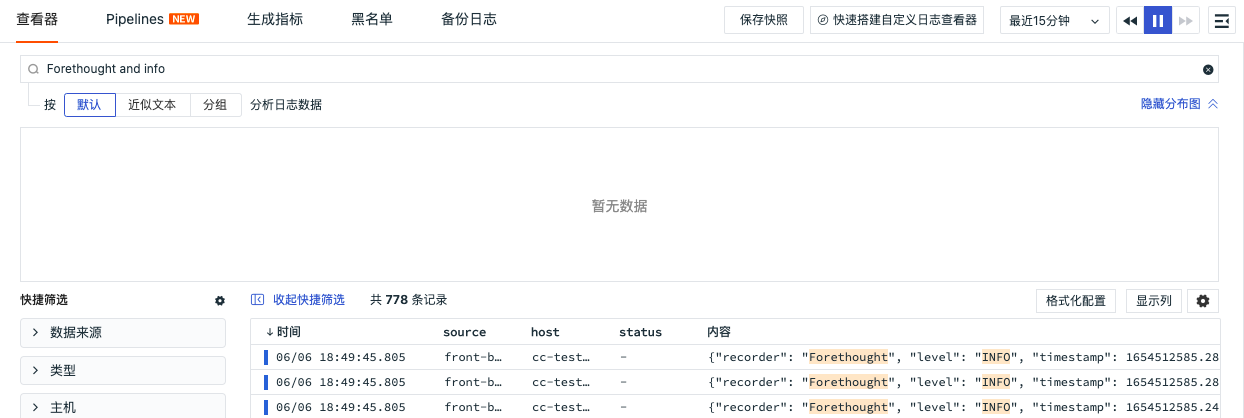 查看器 Pipelines NEW 生成指标 黑名单 备份日志 保存快照 快速搭建自定义日志查看器 最近15分钟
Forethought and info
按 默认 近似文本 分组 分析日志数据 隐藏分布图
暂无数据
快捷筛选 收起快捷筛选 共 778 条记录 格式化配置 显示列
数据来源
类型
主机
时间 source host status 内容
06/06 18:49:45.805 front-b… cc-test… – {"recorder": "Forethought", "level": "INFO", "timestamp": 1654512585.28
06/06 18:49:45.805 front-b… cc-test… – {"recorder": "Forethought", "level": "INFO", "timestamp": 1654512585.28
06/06 18:49:45.805 front-b… cc-test… – {"recorder": "Forethought", "level": "INFO", "timestamp": 1654512585.24